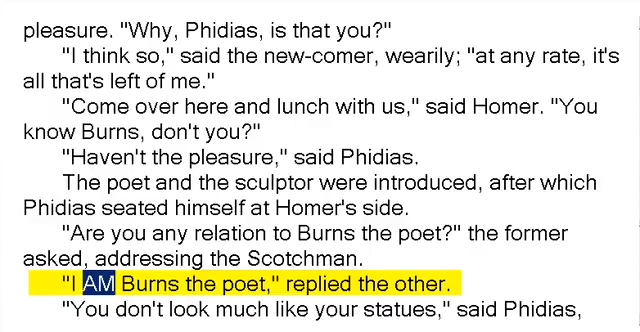 pleasure. "Why, Phidias, is that you?"
"I think so," said the new-comer, wearily; "at any rate, it's
all that's left of me."
"Come over here and lunch with us," said Homer. "You
know Burns, don't you?"
"Haven't the pleasure," said Phidias.
The poet and the sculptor were introduced, after which
Phidias seated himself at Homer's side.
"Are you any relation to Burns the poet?" the former
asked, addressing the Scotchman.
"I AM Burns the poet," replied the other.
"You don't look much like your statues," said Phidias,